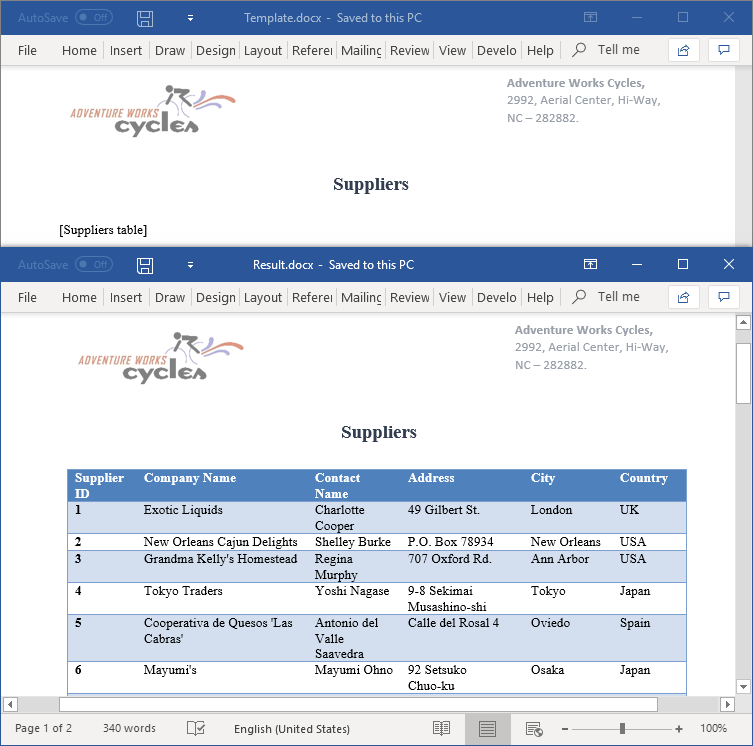 AutoSave Off Template.docx - Saved to this PC
File Home Insert Draw Design Layout Referer Mailing Review View Develo Help Tell me
Adventure Works Cycles,
2992, Aerial Center, Hi-Way,
NC – 282882.
ADVENTURE WORKS
cycles
Suppliers
[Suppliers table]
AutoSave Off Result.docx - Saved to this PC
File Home Insert Draw Design Layout Referer Mailing Review View Develo Help Tell me
Adventure Works Cycles,
2992, Aerial Center, Hi-Way,
NC – 282882.
ADVENTURE WORKS
cycles
Suppliers
Supplier Company Name Contact Address City Country
ID Name
1 Exotic Liquids Charlotte 49 Gilbert St. London UK
Cooper
2 New Orleans Cajun Delights Shelley Burke P.O. Box 78934 New Orleans USA
3 Grandma Kelly's Homestead Regina 707 Oxford Rd. Ann Arbor USA
Murphy
4 Tokyo Traders Yoshi Nagase 9-8 Sekimai Tokyo Japan
Musashino-shi
5 Cooperativa de Quesos 'Las Antonio del Calle del Rosal 4 Oviedo Spain
Cabras' Valle
Saavedra
6 Mayumi's Mayumi Ohno 92 Setsuko Osaka Japan
Chuo-ku
Page 1 of 2 340 words English (United States) 100%